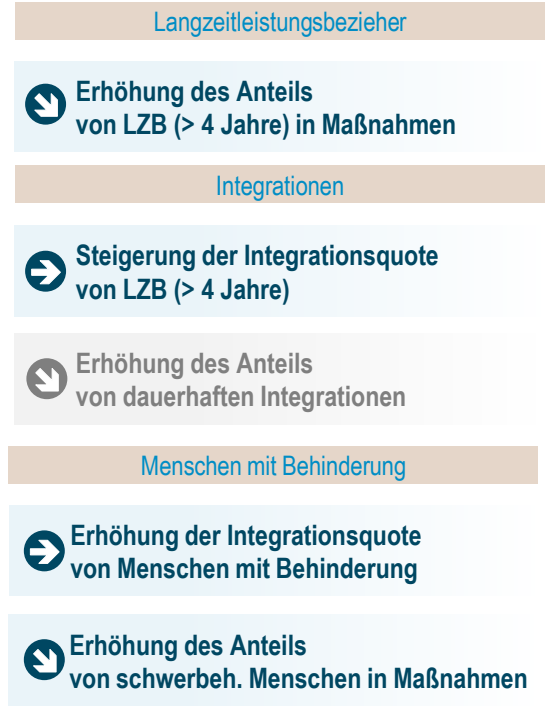 Langzeitleistungsbezieher
Erhöhung des Anteils
von LZB (> 4 Jahre) in Maßnahmen
Integrationen
Steigerung der Integrationsquote
von LZB (> 4 Jahre)
Erhöhung des Anteils
von dauerhaften Integrationen
Menschen mit Behinderung
Erhöhung der Integrationsquote
von Menschen mit Behinderung
Erhöhung des Anteils
von schwerbeh. Menschen in Maßnahmen